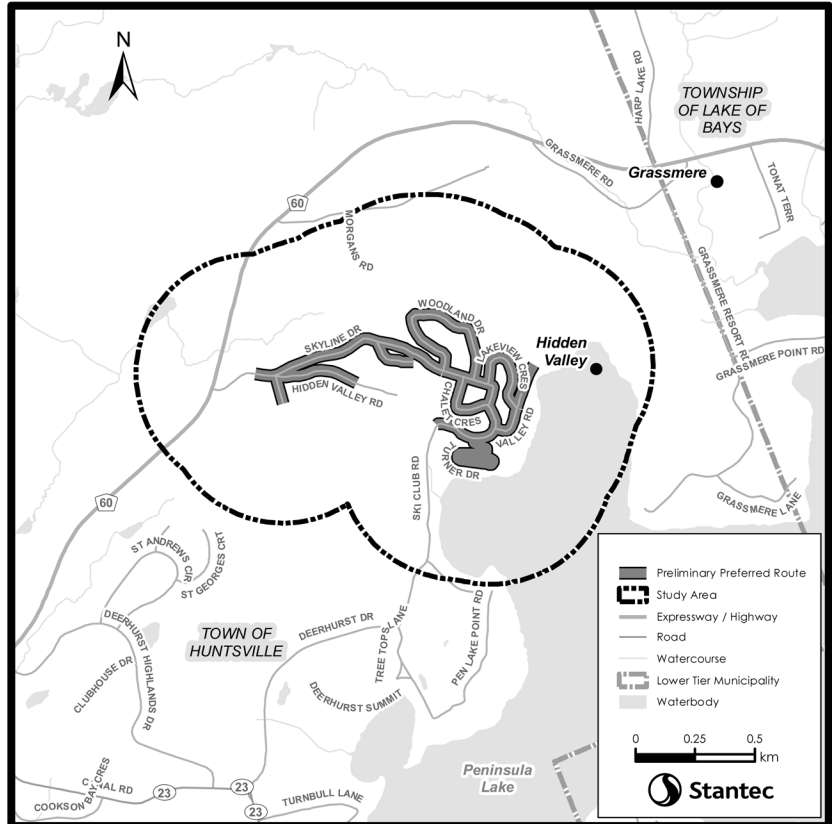 N
HARP LAKE RD
TOWNSHIP
OF LAKE OF
BAYS
GRASSMERE RD
Grassmere
TONAT TERR
60
MORGANS RD
GRASSMERE RESORT RD
GRASSMERE POINT RD
WOODLAND DR
SKYLINE DR
LAKEVIEW CRES
Hidden
Valley
HIDDEN VALLEY RD
CHALET CRES
VALLEY RD
TURNER DR
SKI CLUB RD
GRASSMERE LANE
60
ST ANDREWS CIR
ST GEORGES CRT
TOWN OF
HUNTSVILLE
DEERHURST DR
TREE TOPS LANE
PEN LAKE POINT RD
DEERHURST HIGHLANDS DR
CLUBHOUSE DR
DEERHURST SUMMIT
Peninsula
Lake
CANAL RD
COOKSON BAY CRES
23
23
23
TURNBULL LANE
Preliminary Preferred Route
Study Area
Expressway / Highway
Road
Watercourse
Lower Tier Municipality
Waterbody
0 0.25 0.5
km
Stantec